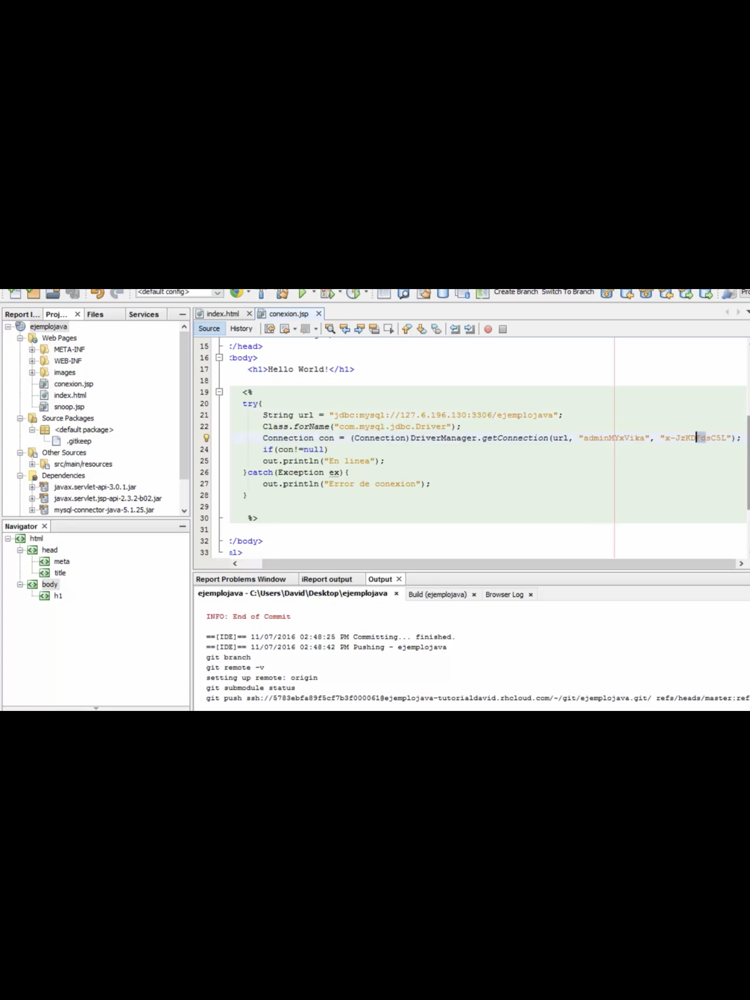 <default config>
Create Branch Switch To Branch
Report I... Proj... Files Services
ejemplojava
Web Pages
META-INF
WEB-INF
images
conexion.jsp
index.html
snoop.jsp
Source Packages
<default package>
.gitkeep
Other Sources
src/main/resources
Dependencies
javax.servlet-api-3.0.1.jar
javax.servlet.jsp-api-2.3.2-b02.jar
mysql-connector-java-5.1.25.jar
Navigator
html
head
meta
title
body
h1
index.html conexion.jsp
Source History
15 </head>
16 <body>
17 <h1>Hello World!</h1>
18
19 <%
20 try{
21 String url = "jdbc:mysql://127.6.196.130:3306/ejemplojava";
22 Class.forName("com.mysql.jdbc.Driver");
Connection con = (Connection)DriverManager.getConnection(url, "adminMYxVika", "x-JzKDFdsC5L");
24 if(con!=null)
25 out.println("En linea");
26 }catch(Exception ex){
27 out.println("Error de conexion");
28 }
29
30 %>
31
32 </body>
33 ml>
Report Problems Window iReport output Output
ejemplojava - C:\Users\David\Desktop\ejemplojava Build (ejemplojava) Browser Log
INFO: End of Commit
==[IDE]== 11/07/2016 02:48:25 PM Committing... finished.
==[IDE]== 11/07/2016 02:48:42 PM Pushing - ejemplojava
git branch
git remote -v
setting up remote: origin
git submodule status
git push ssh://5783ebfa89f5cf7b3f000061@ejemplojava-tutorialdavid.rhcloud.com/~/git/ejemplojava.git/ refs/heads/master:ref